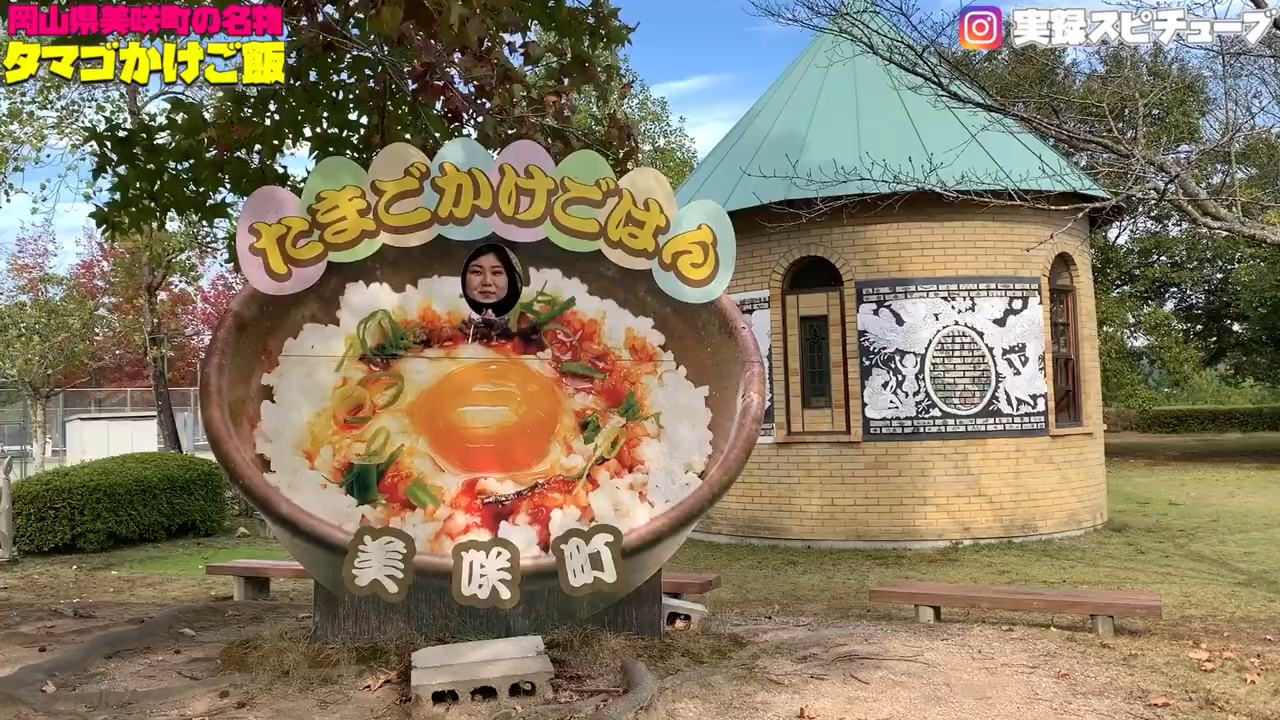 岡山県美咲町の名物
タマゴかけご飯
実録スピチューブ
たまごかけごはん
美咲町